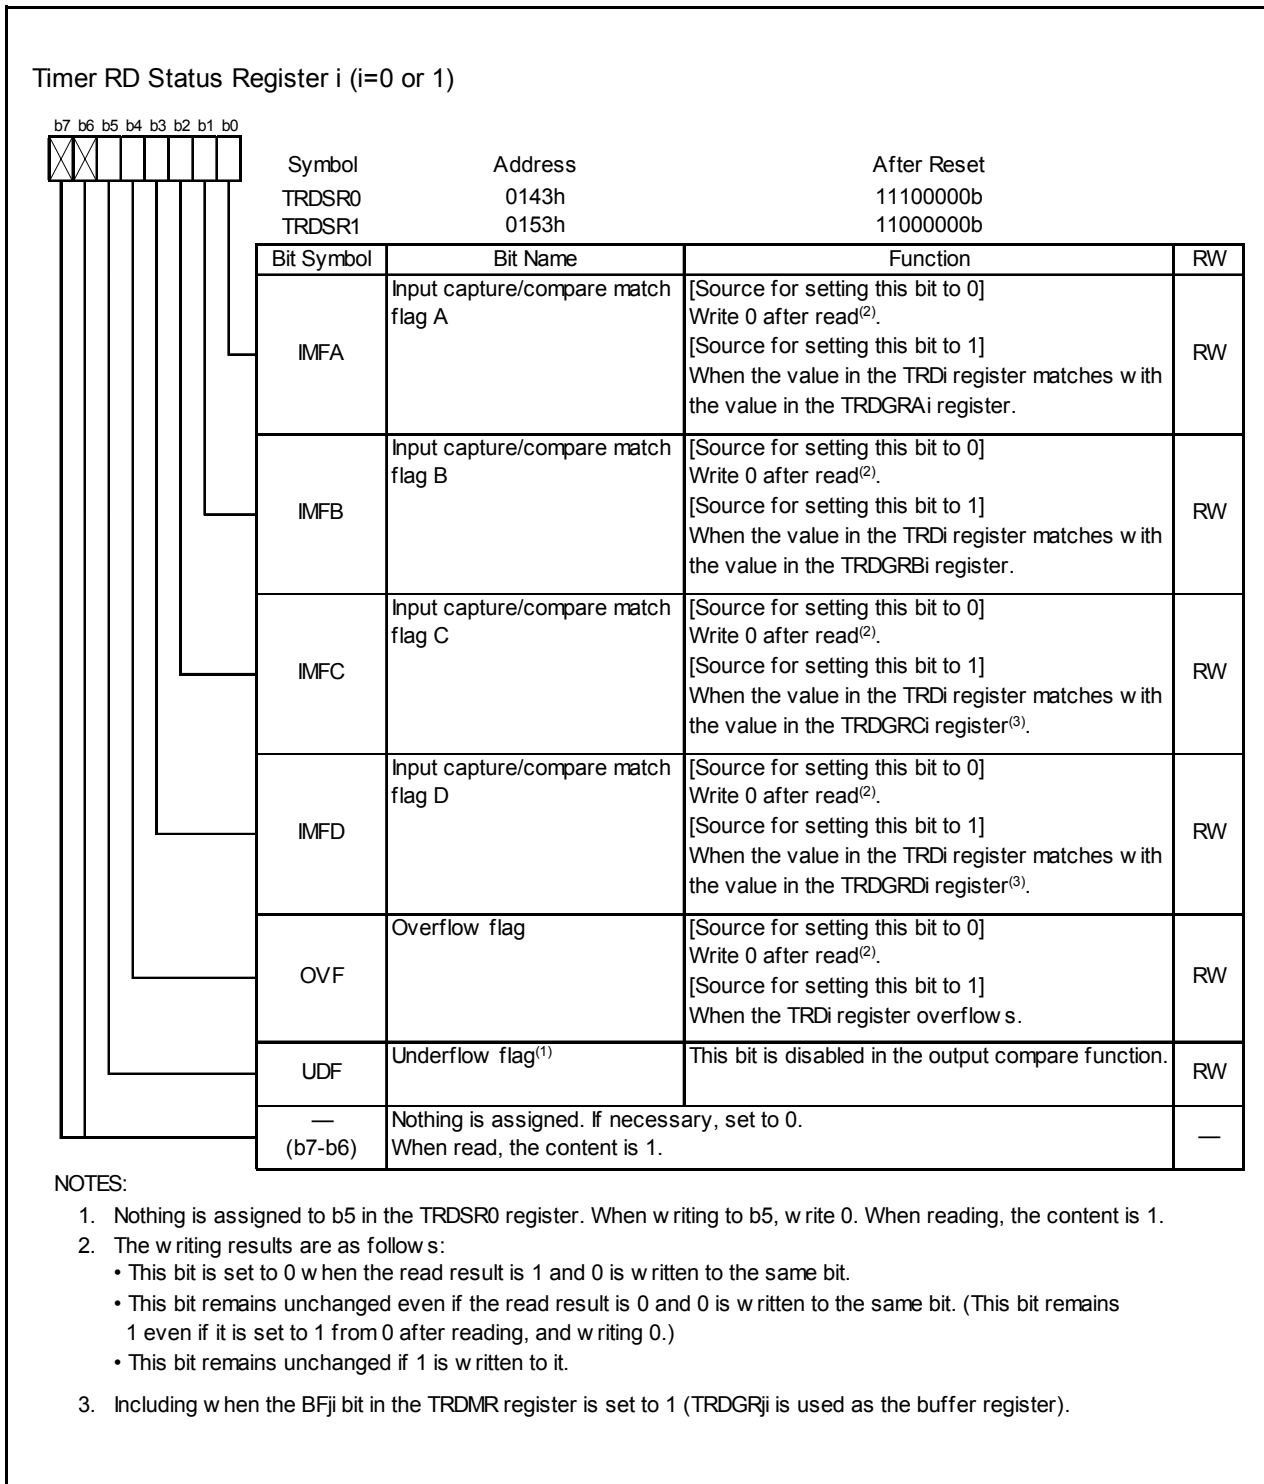 Timer RD Status Register i (i=0 or 1)
b7 b6 b5 b4 b3 b2 b1 b0
Symbol Address After Reset
TRDSR0 0143h 11100000b
TRDSR1 0153h 11000000b
Bit Symbol Bit Name Function RW
IMFA
Input capture/compare match
flag A
[Source for setting this bit to 0]
Write 0 after read(2).
[Source for setting this bit to 1]
When the value in the TRDi register matches with
the value in the TRDGRAi register.
RW
IMFB
Input capture/compare match
flag B
[Source for setting this bit to 0]
Write 0 after read(2).
[Source for setting this bit to 1]
When the value in the TRDi register matches with
the value in the TRDGRBi register.
RW
IMFC
Input capture/compare match
flag C
[Source for setting this bit to 0]
Write 0 after read(2).
[Source for setting this bit to 1]
When the value in the TRDi register matches with
the value in the TRDGRCi register(3).
RW
IMFD
Input capture/compare match
flag D
[Source for setting this bit to 0]
Write 0 after read(2).
[Source for setting this bit to 1]
When the value in the TRDi register matches with
the value in the TRDGRDi register(3).
RW
OVF
Overflow flag
[Source for setting this bit to 0]
Write 0 after read(2).
[Source for setting this bit to 1]
When the TRDi register overflows.
RW
UDF
Underflow flag(1)
This bit is disabled in the output compare function.
RW
—
(b7-b6)
Nothing is assigned. If necessary, set to 0.
When read, the content is 1.
—
NOTES:
1. Nothing is assigned to b5 in the TRDSR0 register. When writing to b5, write 0. When reading, the content is 1.
2. The writing results are as follows:
• This bit is set to 0 when the read result is 1 and 0 is written to the same bit.
• This bit remains unchanged even if the read result is 0 and 0 is written to the same bit. (This bit remains
1 even if it is set to 1 from 0 after reading, and writing 0.)
• This bit remains unchanged if 1 is written to it.
3. Including when the BFji bit in the TRDMR register is set to 1 (TRDGRji is used as the buffer register).